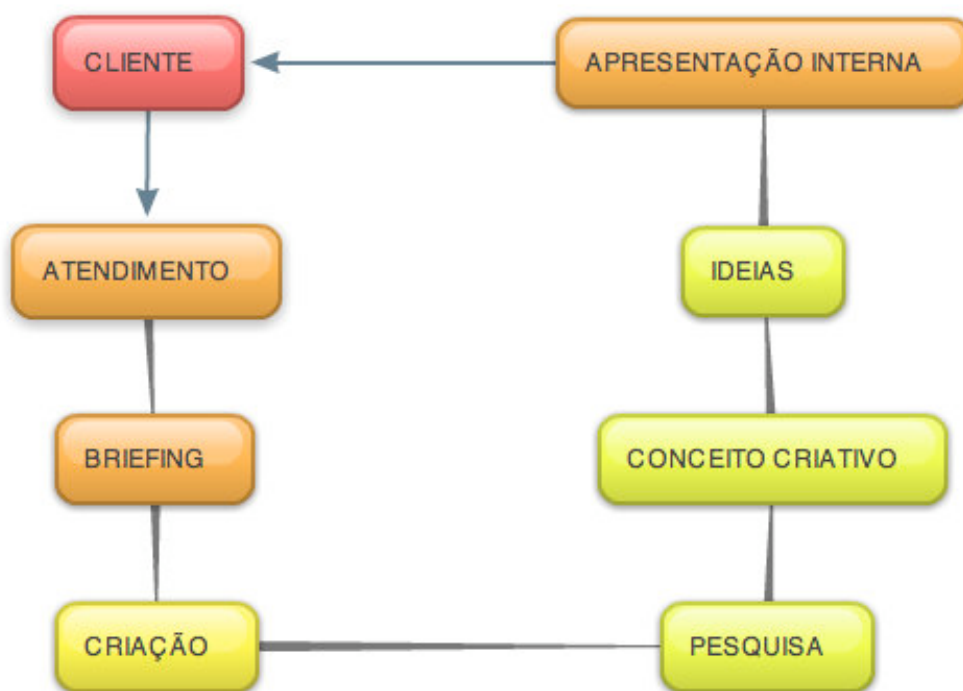 CLIENTE
APRESENTAÇÃO INTERNA
ATENDIMENTO
IDEIAS
BRIEFING
CONCEITO CRIATIVO
CRIAÇÃO
PESQUISA